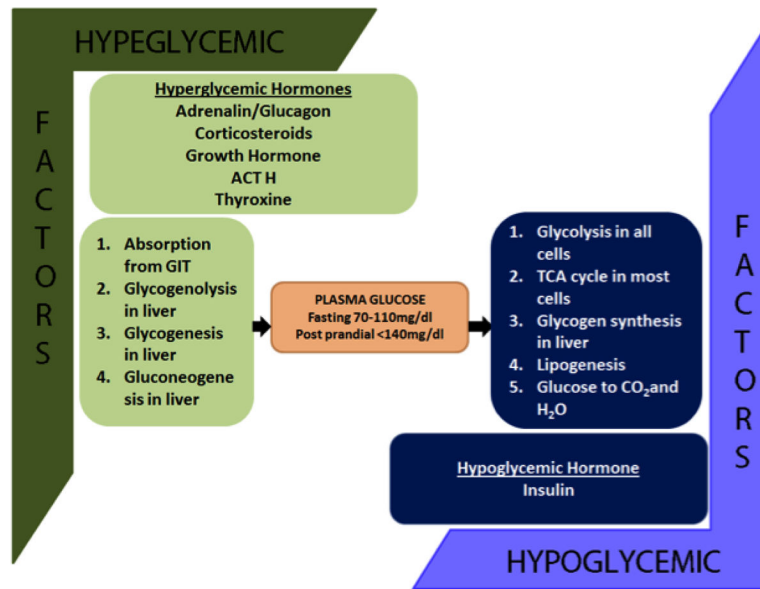 HYPEGLYCEMIC
FACTORS
Hyperglycemic Hormones
Adrenalin/Glucagon
Corticosteroids
Growth Hormone
ACT H
Thyroxine
1. Absorption
from GIT
2. Glycogenolysis
in liver
3. Glycogenesis
in liver
4. Gluconeogene
sis in liver
PLASMA GLUCOSE
Fasting 70-110mg/dl
Post prandial <140mg/dl
1. Glycolysis in all
cells
2. TCA cycle in most
cells
3. Glycogen synthesis
in liver
4. Lipogenesis
5. Glucose to CO₂and
H₂O
Hypoglycemic Hormone
Insulin
FACTORS
HYPOGLYCEMIC